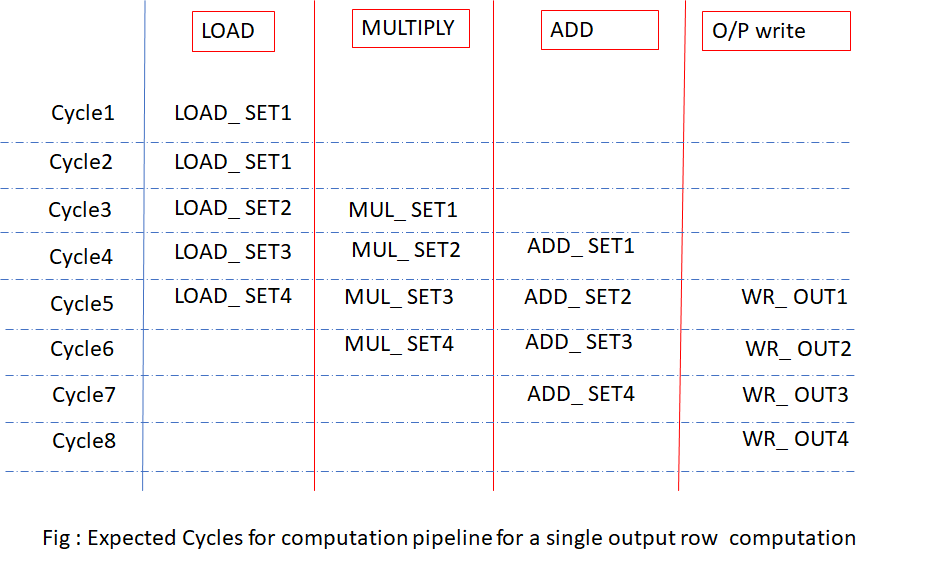 LOAD MULTIPLY ADD O/P write
Cycle1 LOAD_ SET1
Cycle2 LOAD_ SET1
Cycle3 LOAD_ SET2 MUL_ SET1
Cycle4 LOAD_ SET3 MUL_ SET2 ADD_ SET1
Cycle5 LOAD_ SET4 MUL_ SET3 ADD_ SET2 WR_ OUT1
Cycle6 MUL_ SET4 ADD_ SET3 WR_ OUT2
Cycle7 ADD_ SET4 WR_ OUT3
Cycle8 WR_ OUT4
Fig : Expected Cycles for computation pipeline for a single output row computation